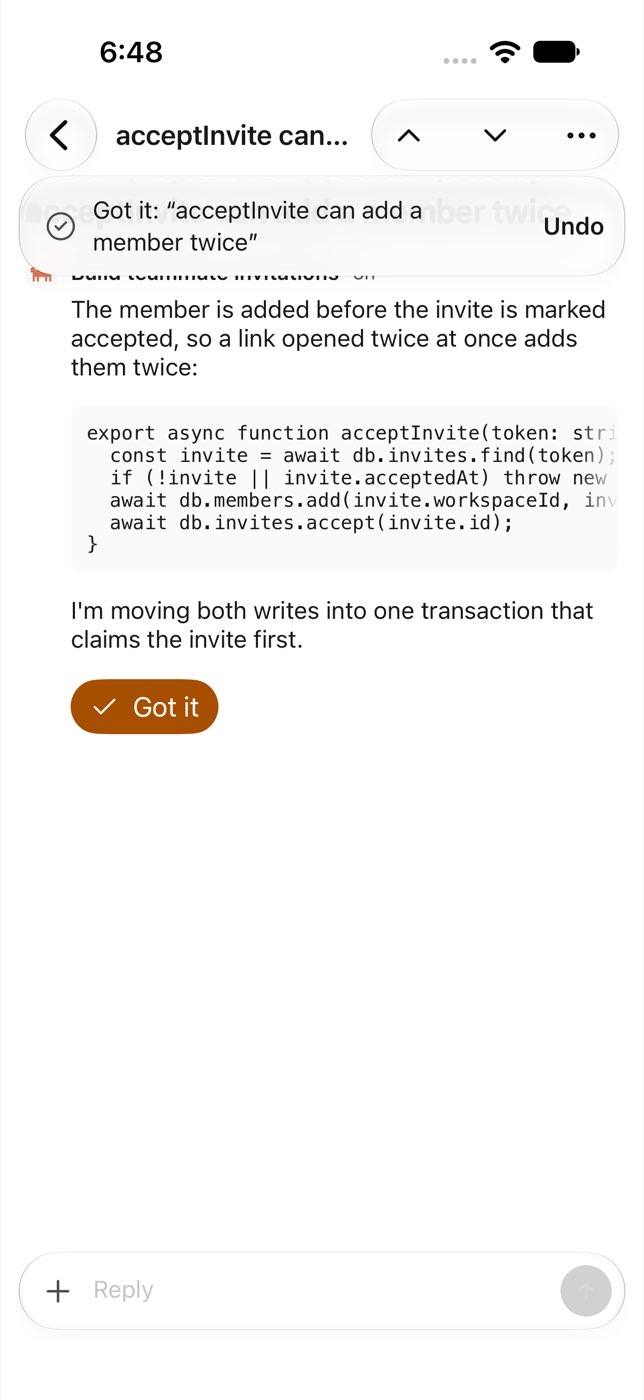 6:48
acceptInvite can...
Got it: “acceptInvite can add a
member twice”
Undo
Build teammate invitations
The member is added before the invite is marked
accepted, so a link opened twice at once adds
them twice:
export async function acceptInvite(token: stri
const invite = await db.invites.find(token);
if (!invite || invite.acceptedAt) throw new
await db.members.add(invite.workspaceId, inv
await db.invites.accept(invite.id);
}
I'm moving both writes into one transaction that
claims the invite first.
Got it
Reply